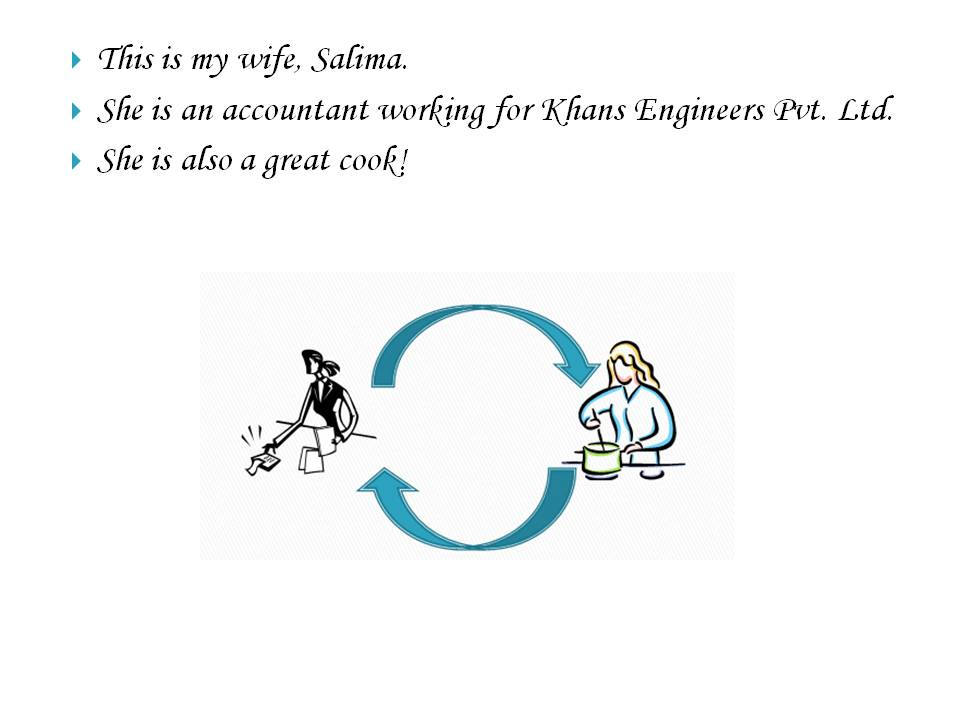 This is my wife, Salima.
She is an accountant working for Khans Engineers Pvt. Ltd.
She is also a great cook!